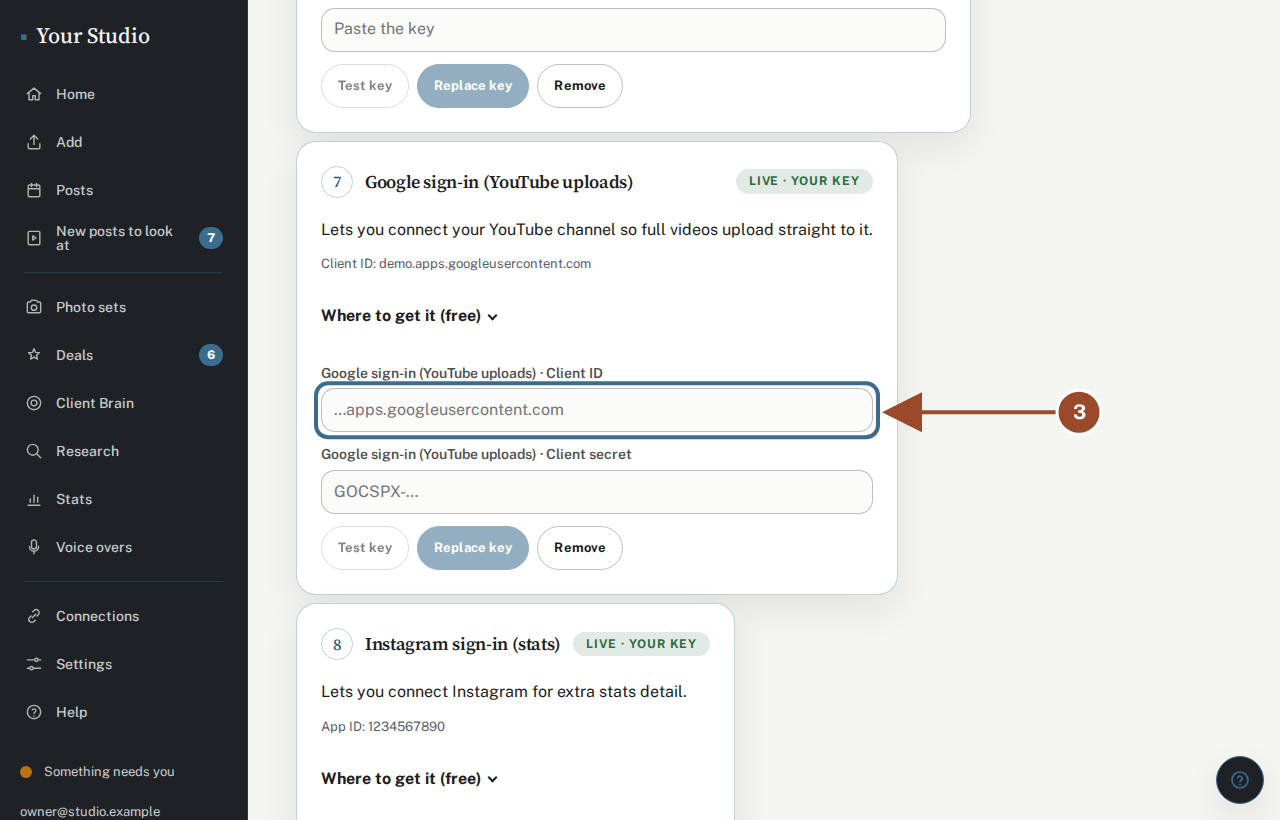 Your Studio
Home
Add
Posts
New posts to look at
7
Photo sets
Deals
6
Client Brain
Research
Stats
Voice overs
Connections
Settings
Help
Something needs you
owner@studio.example
Paste the key
Test key
Replace key
Remove
7
Google sign-in (YouTube uploads)
LIVE · YOUR KEY
Lets you connect your YouTube channel so full videos upload straight to it.
Client ID: demo.apps.googleusercontent.com
Where to get it (free)
Google sign-in (YouTube uploads) · Client ID
...apps.googleusercontent.com
3
Google sign-in (YouTube uploads) · Client secret
GOCSPX-...
Test key
Replace key
Remove
8
Instagram sign-in (stats)
LIVE · YOUR KEY
Lets you connect Instagram for extra stats detail.
App ID: 1234567890
Where to get it (free)